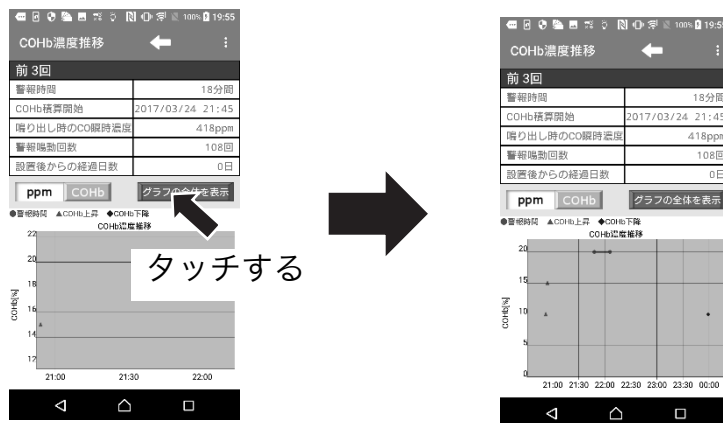 100% 19:55
COHb濃度推移
前 3回
警報時間 18分間
COHb積算開始 2017/03/24 21:45
鳴り出し時のCO瞬時濃度 418ppm
警報鳴動回数 108回
設置後からの経過日数 0日
ppm COHb グラフの全体を表示
●警報時間 ▲COHb上昇 ◆COHb下降
COHb濃度推移
22
20
18
16
14
12
COHb[%]
21:00 21:30 22:00
タッチする
100% 19:55
COHb濃度推移
前 3回
警報時間 18分間
COHb積算開始 2017/03/24 21:45
鳴り出し時のCO瞬時濃度 418ppm
警報鳴動回数 108回
設置後からの経過日数 0日
ppm COHb グラフの全体を表示
●警報時間 ▲COHb上昇 ◆COHb下降
COHb濃度推移
20
15
10
5
0
COHb[%]
21:00 21:30 22:00 22:30 23:00 23:30 00:00